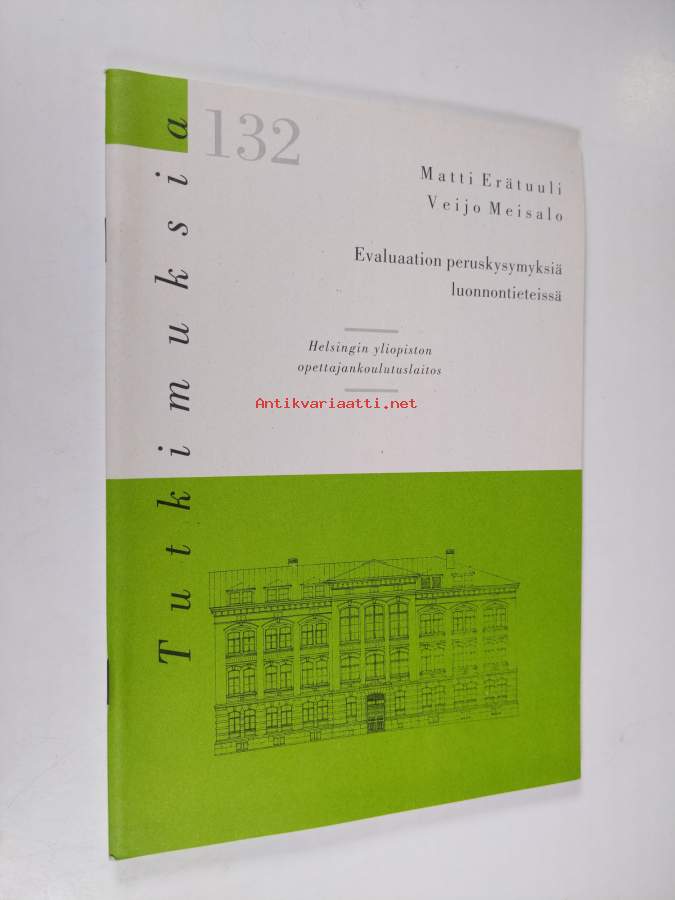 132
Matti Erätuuli
Veijo Meisalo
Evaluaation peruskysymyksiä
luonnontieteissä
Helsingin yliopiston
opettajankoulutuslaitos
Antikvariaatti.net
Tutkimuksia